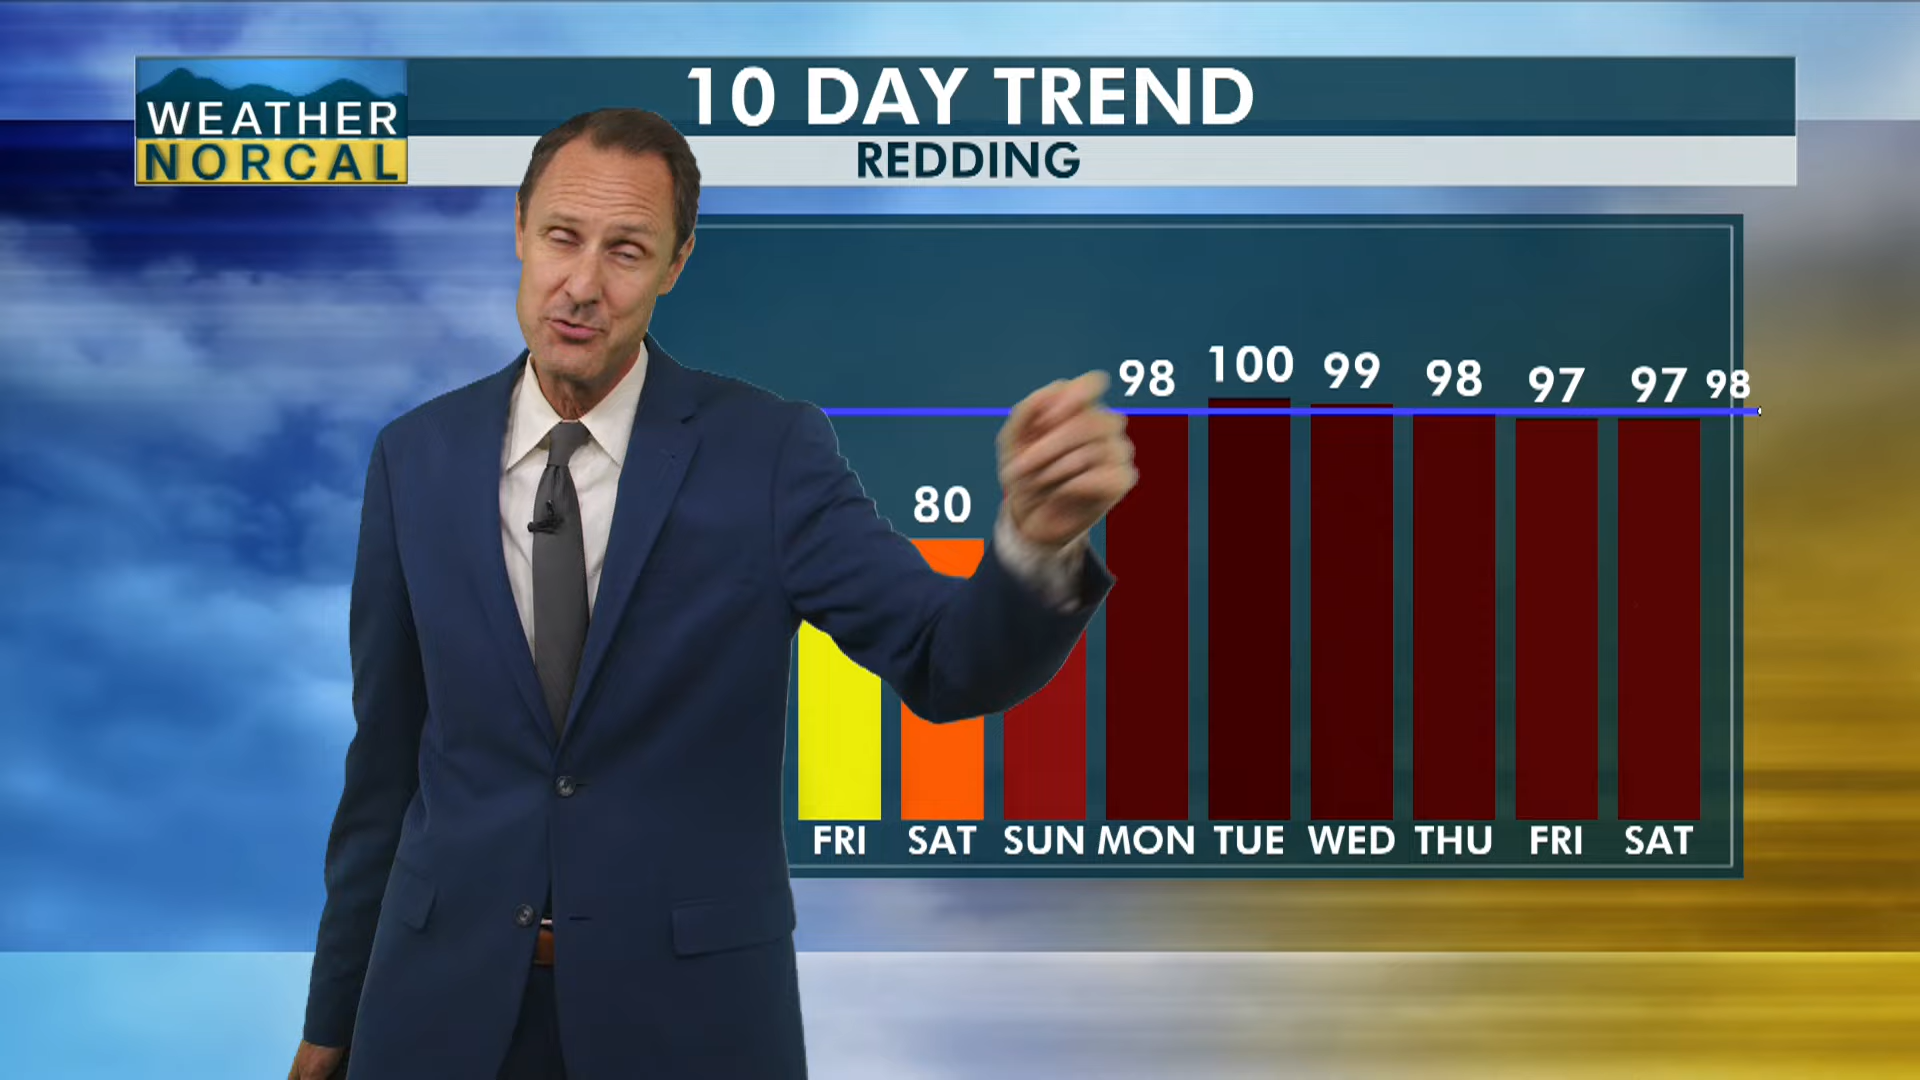 WEATHER
NORCAL
10 DAY TREND
REDDING
80 98 100 99 98 97 97 98
FRI SAT SUN MON TUE WED THU FRI SAT